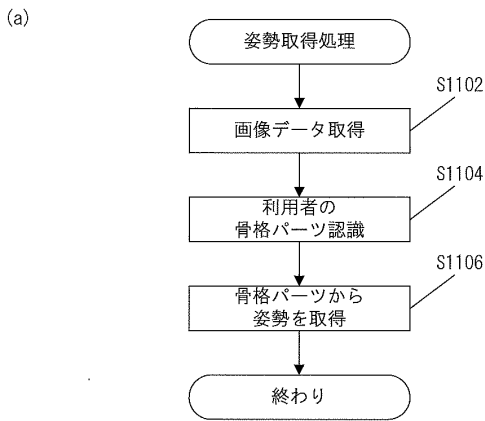 (a)
姿勢取得処理
S1102
画像データ取得
S1104
利用者の
骨格パーツ認識
S1106
骨格パーツから
姿勢を取得
終わり